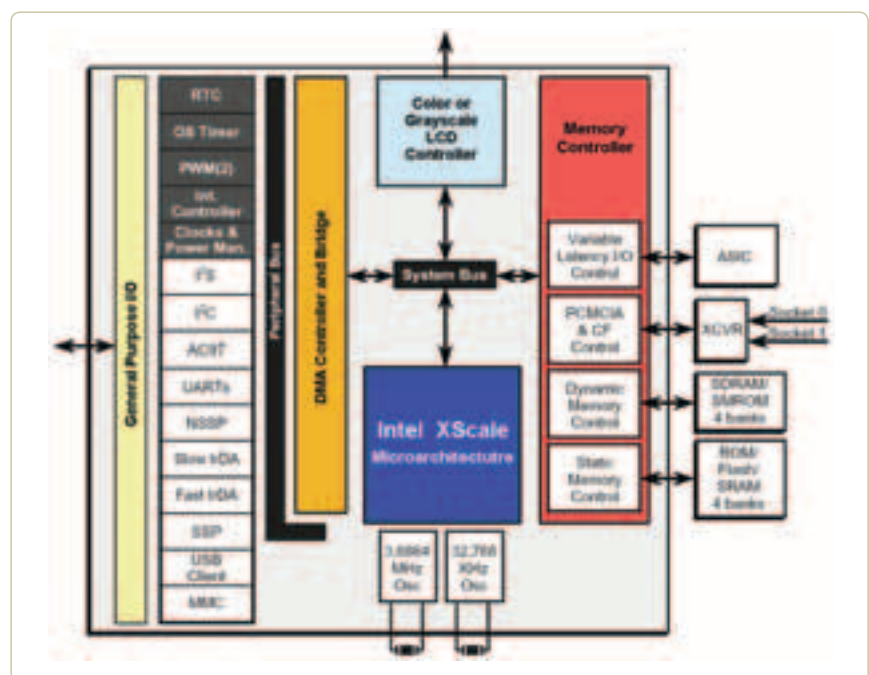 General Purpose I/O
RTC
OS Timer
PWM(2)
Int.
Controller
Clocks &
Power Man.
I²S
I²C
AC97
UARTs
NSSP
Slow IrDA
Fast IrDA
SSP
USB
Client
MMC
Peripheral Bus
DMA Controller and Bridge
Color or
Grayscale
LCD
Controller
System Bus
Intel XScale
Microarchitectutre
3.6864
MHz
Osc
32.768
KHz
Osc
Memory
Controller
Variable
Latency I/O
Control
PCMCIA
& CF
Control
Dynamic
Memory
Control
Static
Memory
Control
ASIC
XCVR
Socket 0
Socket 1
SDRAM/
SMROM
4 banks
ROM/
Flash/
SRAM
4 banks